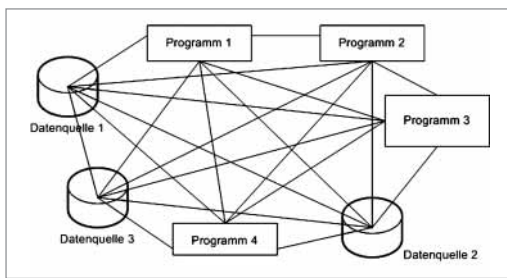 Programm 1
Programm 2
Programm 3
Datenquelle 1
Datenquelle 3
Programm 4
Datenquelle 2